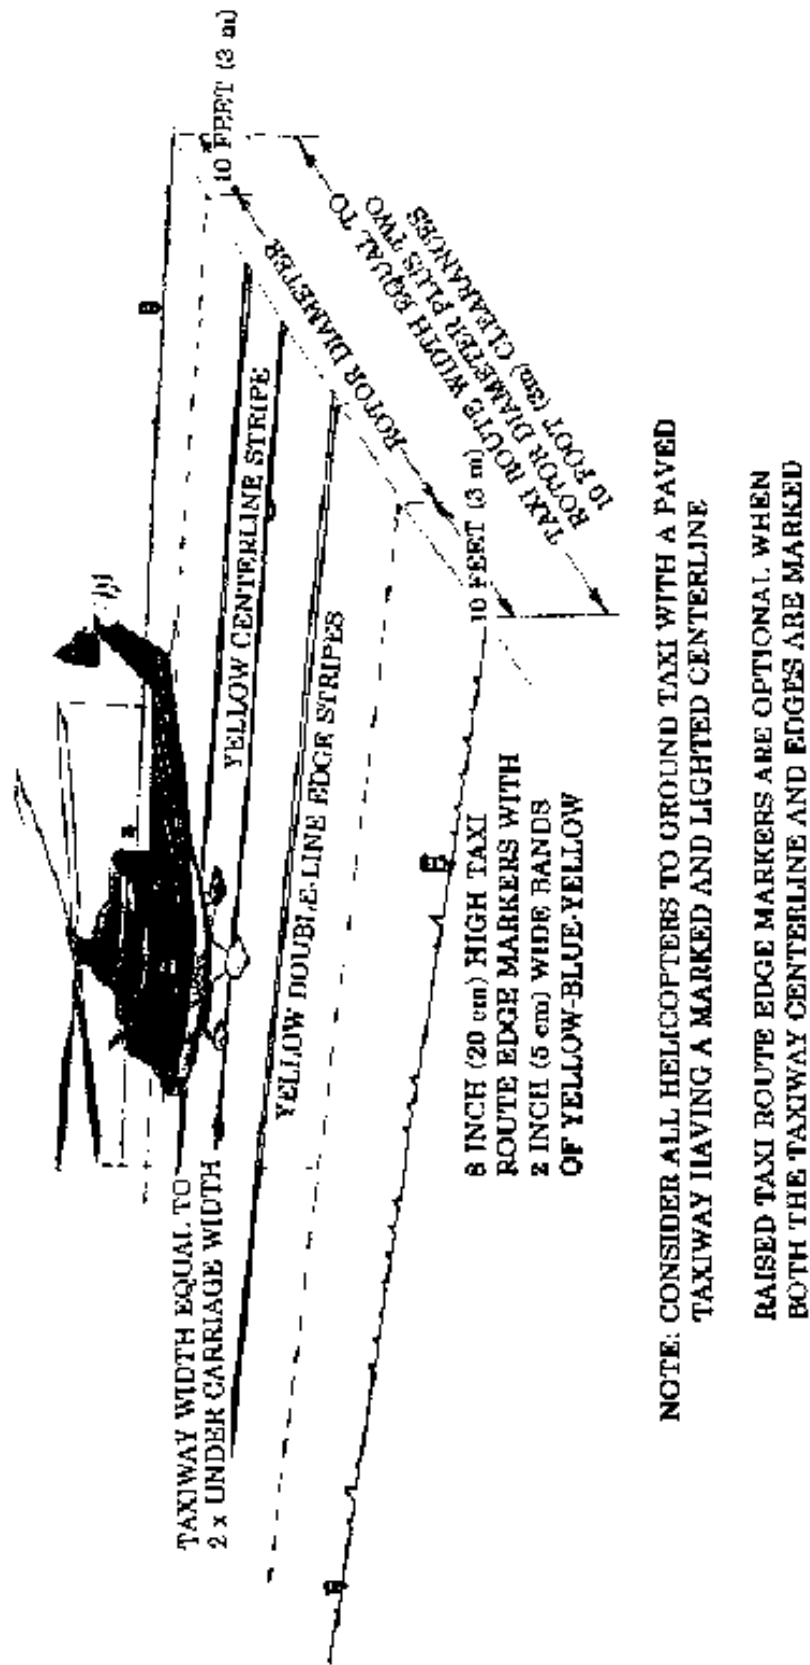 10 FEET (3 m)
ROTOR DIAMETER
TAXI ROUTE WIDTH EQUAL TO
ROTOR DIAMETER PLUS TWO
10 FOOT (3m) CLEARANCES
10 FEET (3 m)
YELLOW CENTERLINE STRIPE
YELLOW DOUBLE LINE EDGE STRIPES
TAXIWAY WIDTH EQUAL TO
2 x UNDER CARRIAGE WIDTH
8 INCH (20 cm) HIGH TAXI
ROUTE EDGE MARKERS WITH
2 INCH (5 cm) WIDE BANDS
OF YELLOW-BLUE-YELLOW
NOTE: CONSIDER ALL HELICOPTERS TO GROUND TAXI WITH A PAVED
TAXIWAY HAVING A MARKED AND LIGHTED CENTERLINE
RAISED TAXI ROUTE EDGE MARKERS ARE OPTIONAL WHEN
BOTH THE TAXIWAY CENTERLINE AND EDGES ARE MARKED